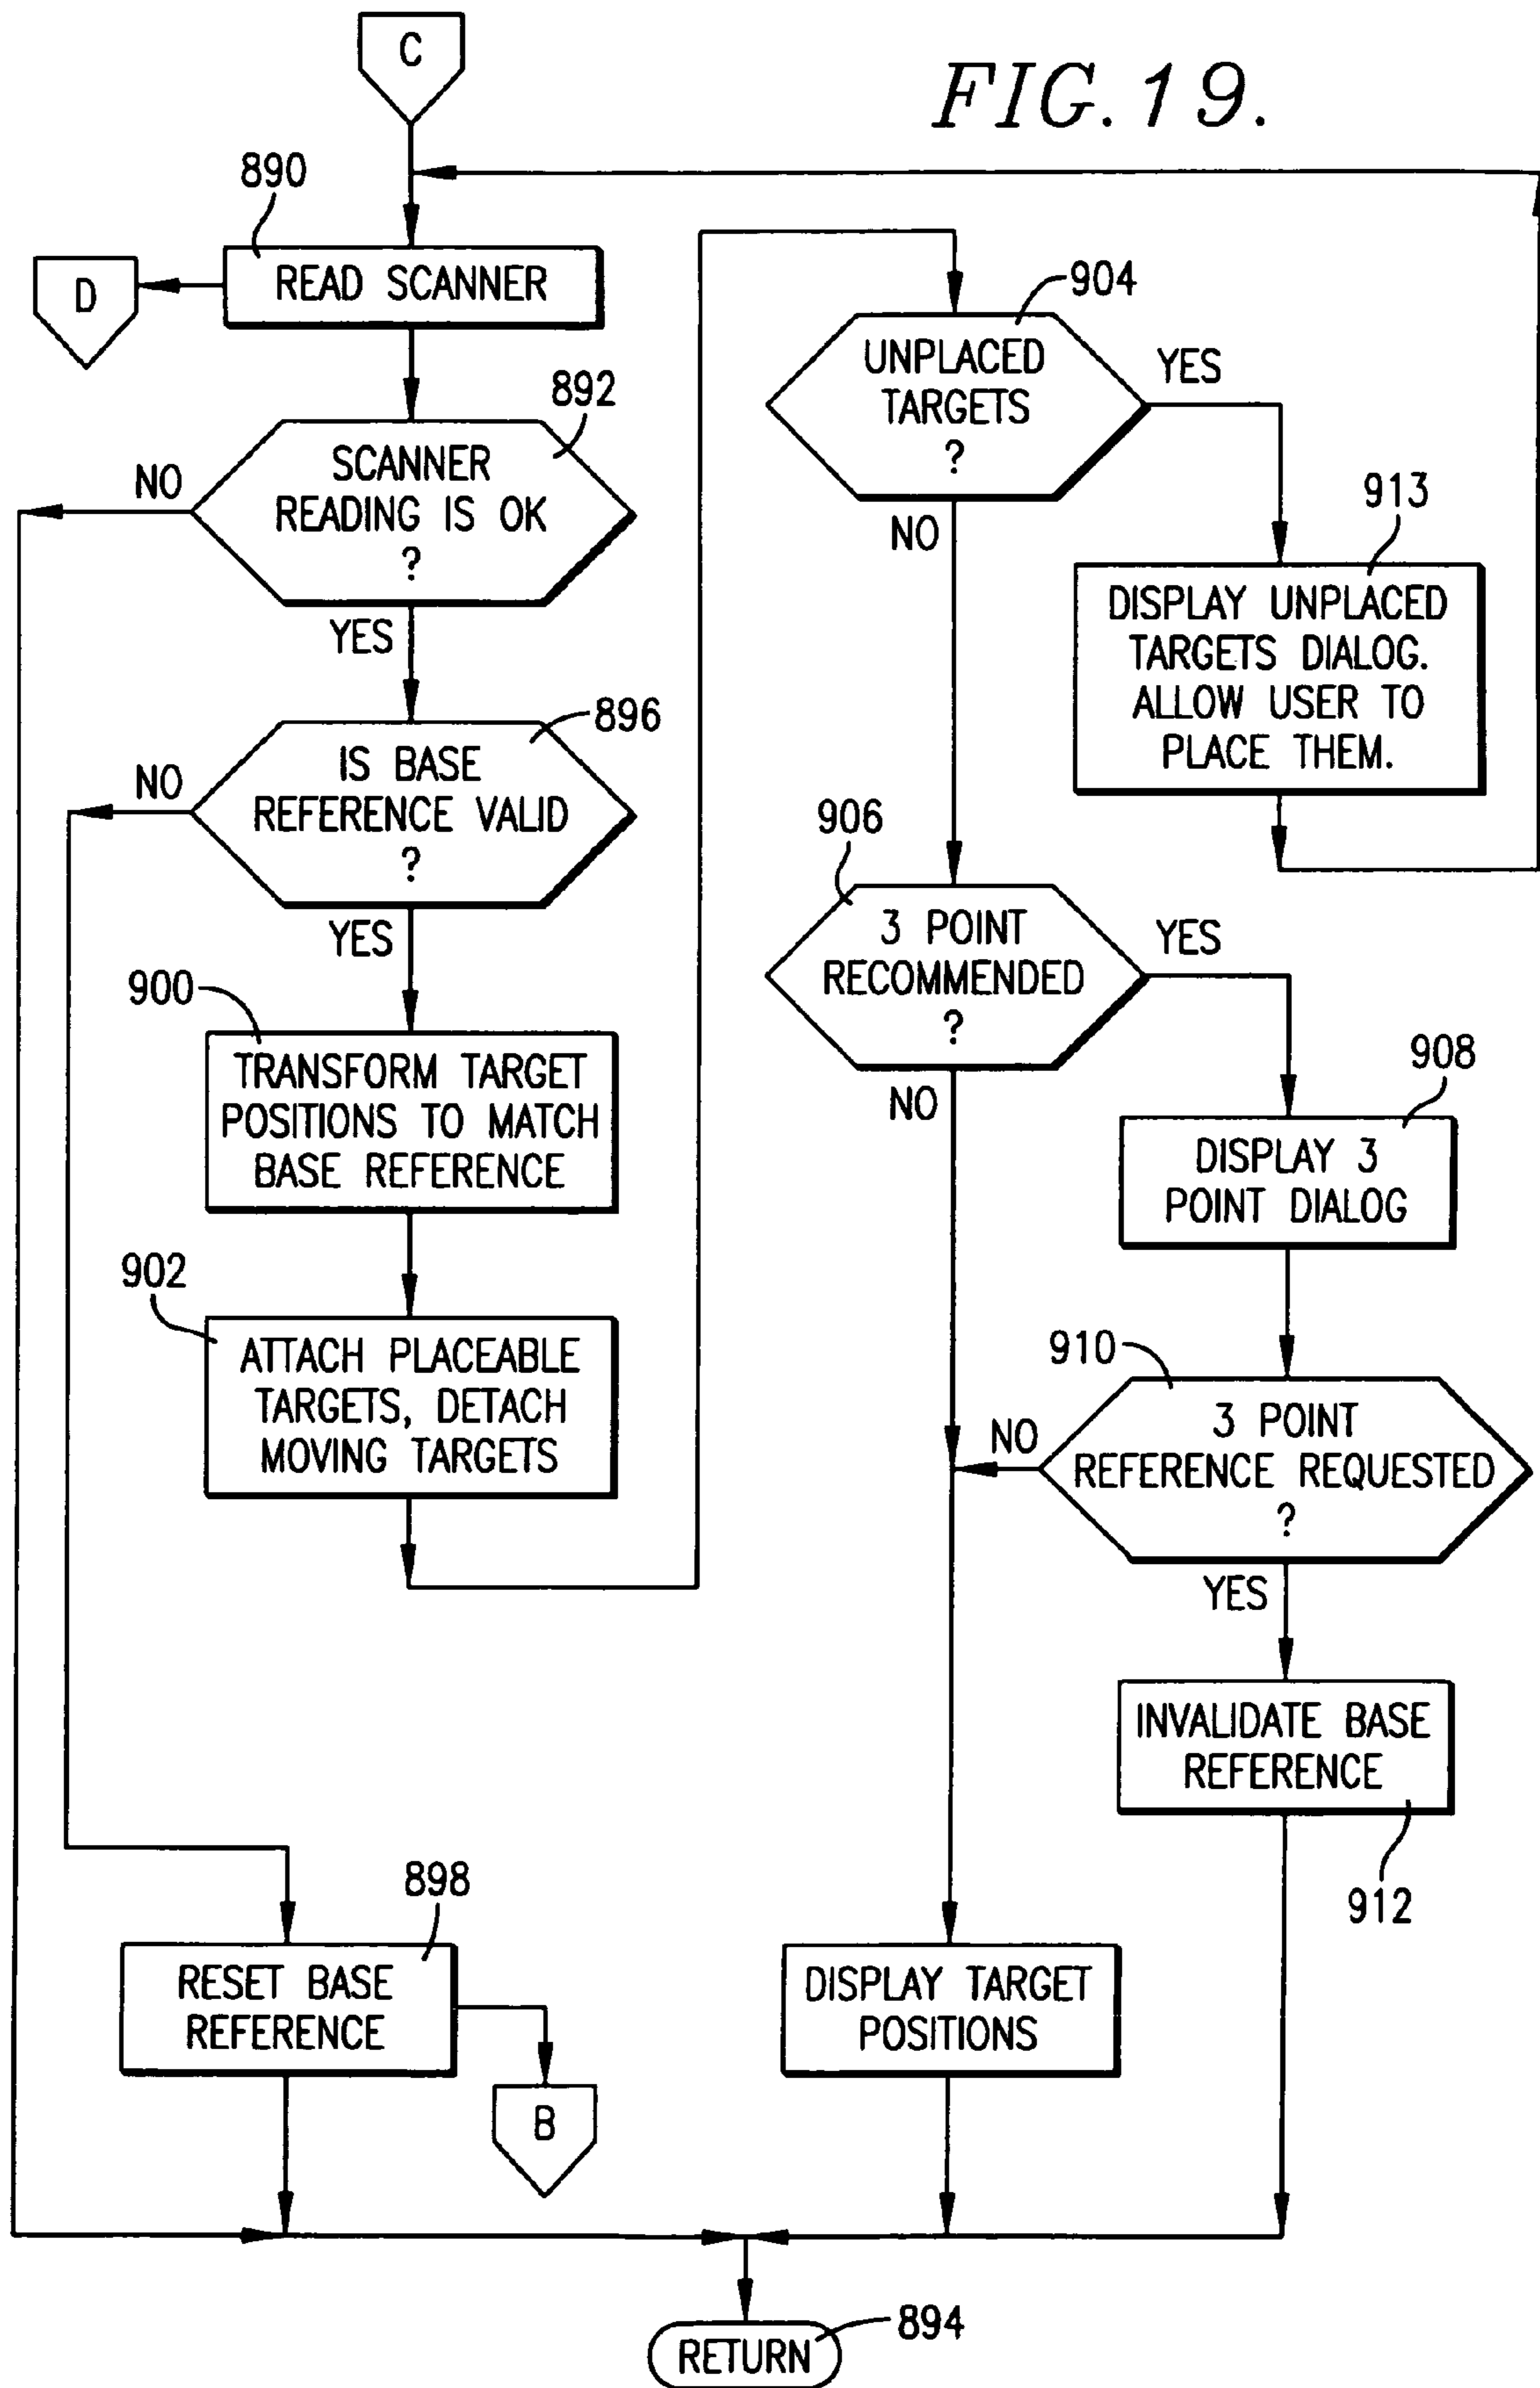 C
FIG. 19.
890
READ SCANNER
D
892
SCANNER
READING IS OK
?
NO
YES
896
IS BASE
REFERENCE VALID
?
NO
YES
900
TRANSFORM TARGET
POSITIONS TO MATCH
BASE REFERENCE
902
ATTACH PLACEABLE
TARGETS, DETACH
MOVING TARGETS
898
RESET BASE
REFERENCE
B
904
UNPLACED
TARGETS
?
YES
NO
913
DISPLAY UNPLACED
TARGETS DIALOG.
ALLOW USER TO
PLACE THEM.
906
3 POINT
RECOMMENDED
?
YES
NO
908
DISPLAY 3
POINT DIALOG
910
3 POINT
REFERENCE REQUESTED
?
NO
YES
INVALIDATE BASE
REFERENCE
912
DISPLAY TARGET
POSITIONS
RETURN
894